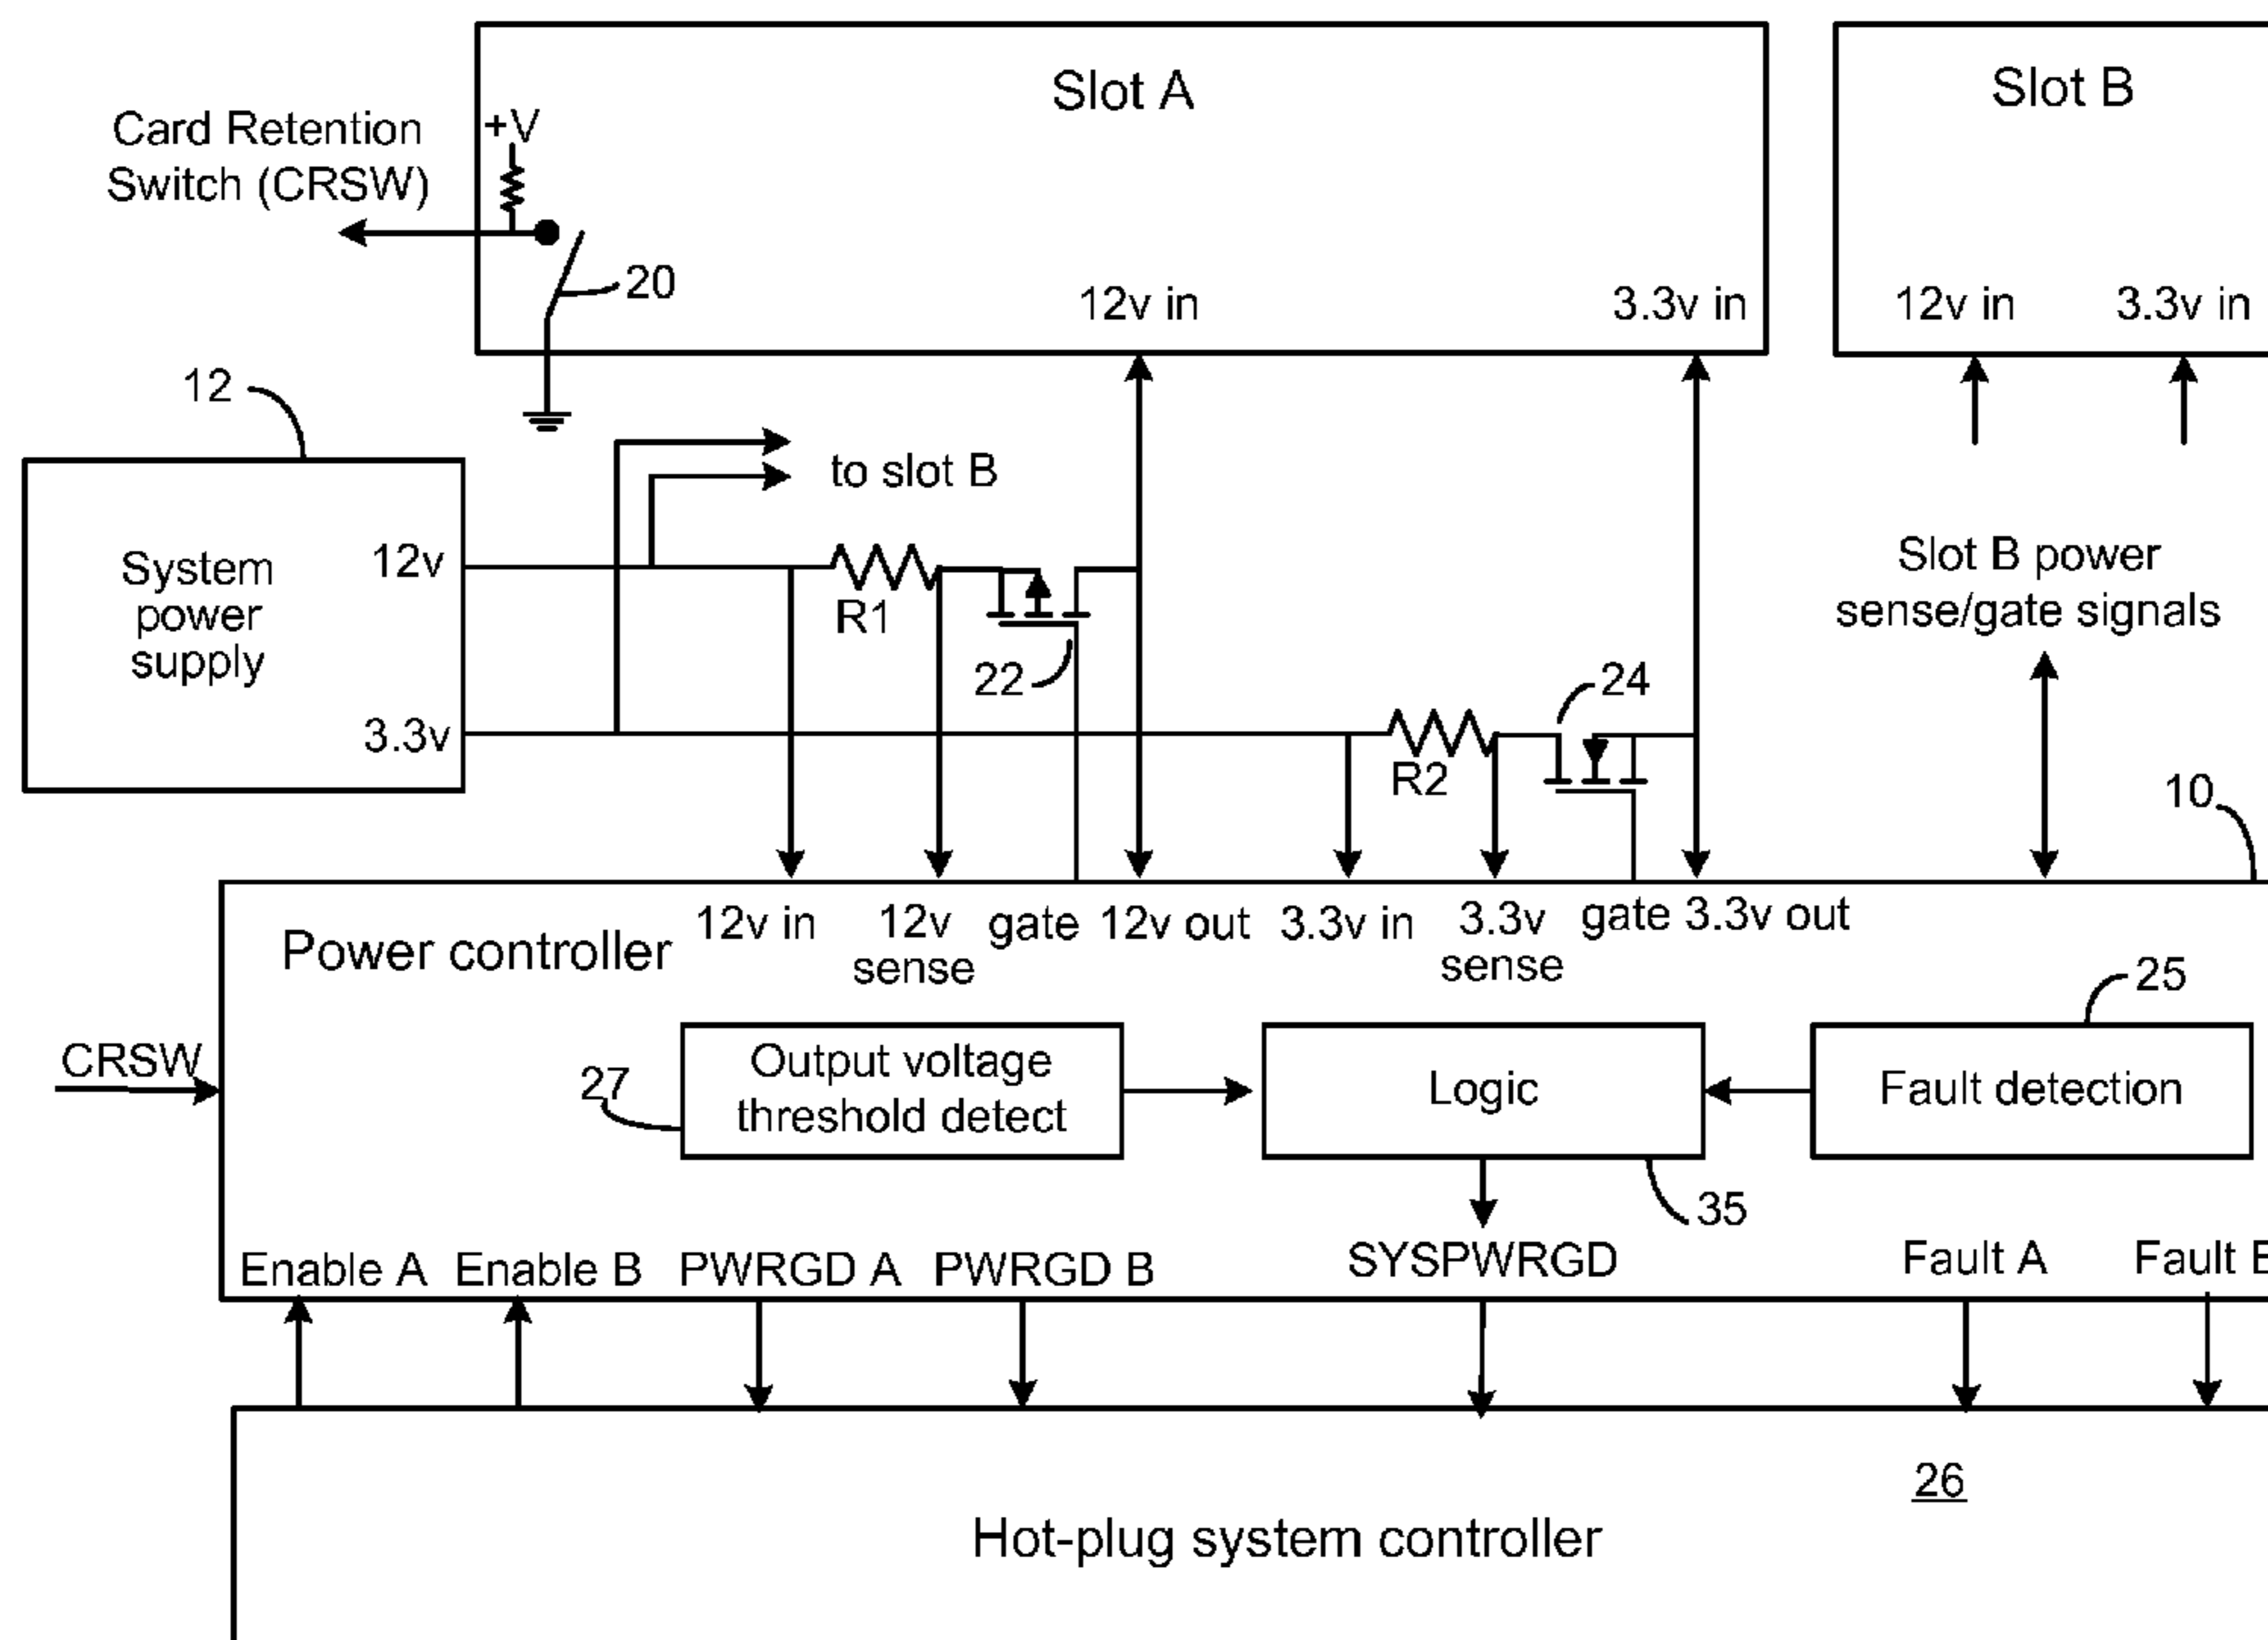 Slot A
Slot B
Card Retention
Switch (CRSW)
+V
20
12v in
3.3v in
12v in
3.3v in
12
to slot B
System
power
supply
12v
3.3v
R1
22
R2
24
Slot B power
sense/gate signals
10
Power controller
12v in
12v
sense
gate
12v out
3.3v in
3.3v
sense
gate
3.3v out
25
CRSW
27
Output voltage
threshold detect
Logic
Fault detection
35
Enable A
Enable B
PWRGD A
PWRGD B
SYSPWRGD
Fault A
Fault
26
Hot-plug system controller